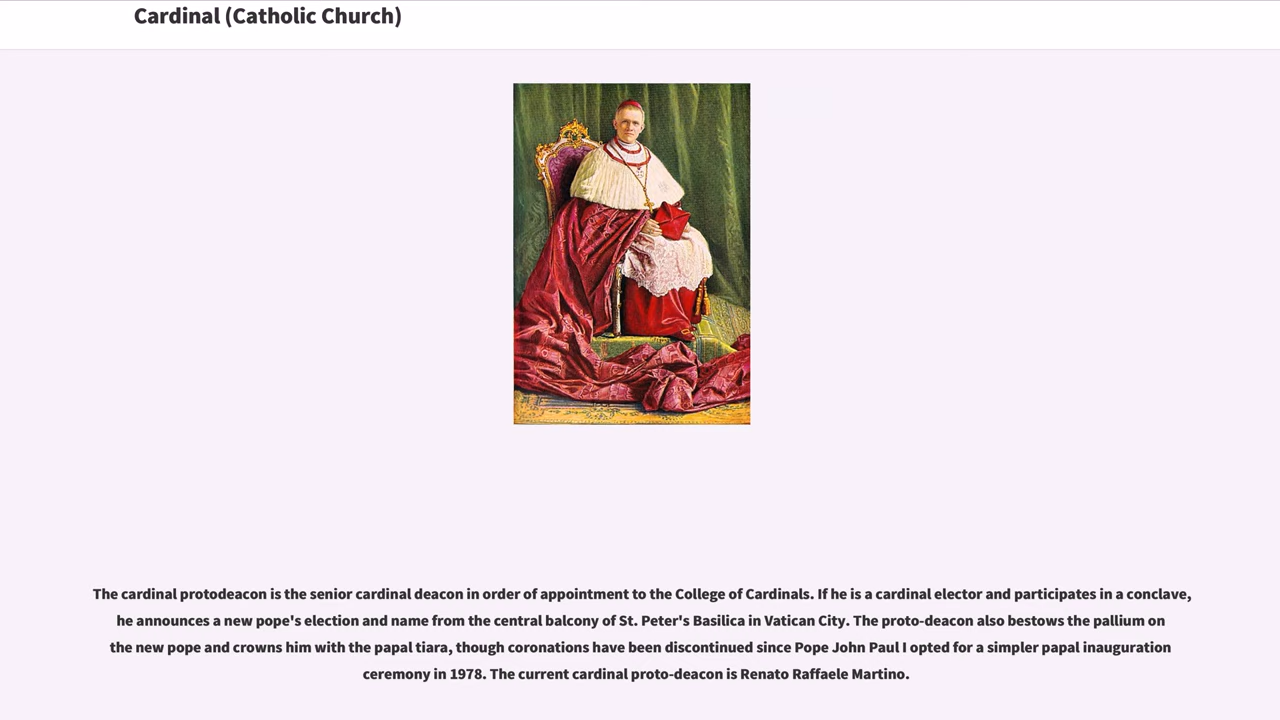 Cardinal (Catholic Church)
The cardinal protodeacon is the senior cardinal deacon in order of appointment to the College of Cardinals. If he is a cardinal elector and participates in a conclave,
he announces a new pope's election and name from the central balcony of St. Peter's Basilica in Vatican City. The proto-deacon also bestows the pallium on
the new pope and crowns him with the papal tiara, though coronations have been discontinued since Pope John Paul I opted for a simpler papal inauguration
ceremony in 1978. The current cardinal proto-deacon is Renato Raffaele Martino.